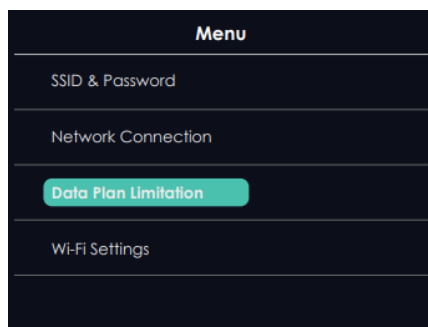 Menu
SSID & Password
Network Connection
Data Plan Limitation
Wi-Fi Settings